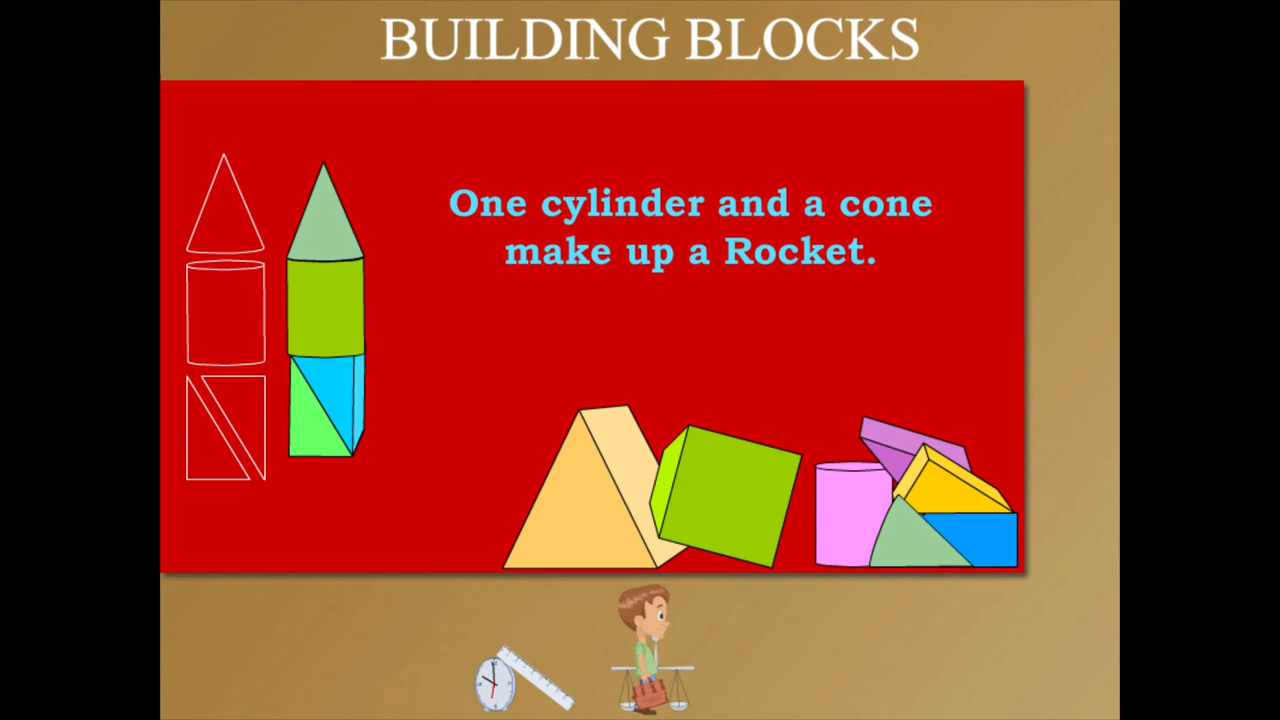 BUILDING BLOCKS
One cylinder and a cone
make up a Rocket.